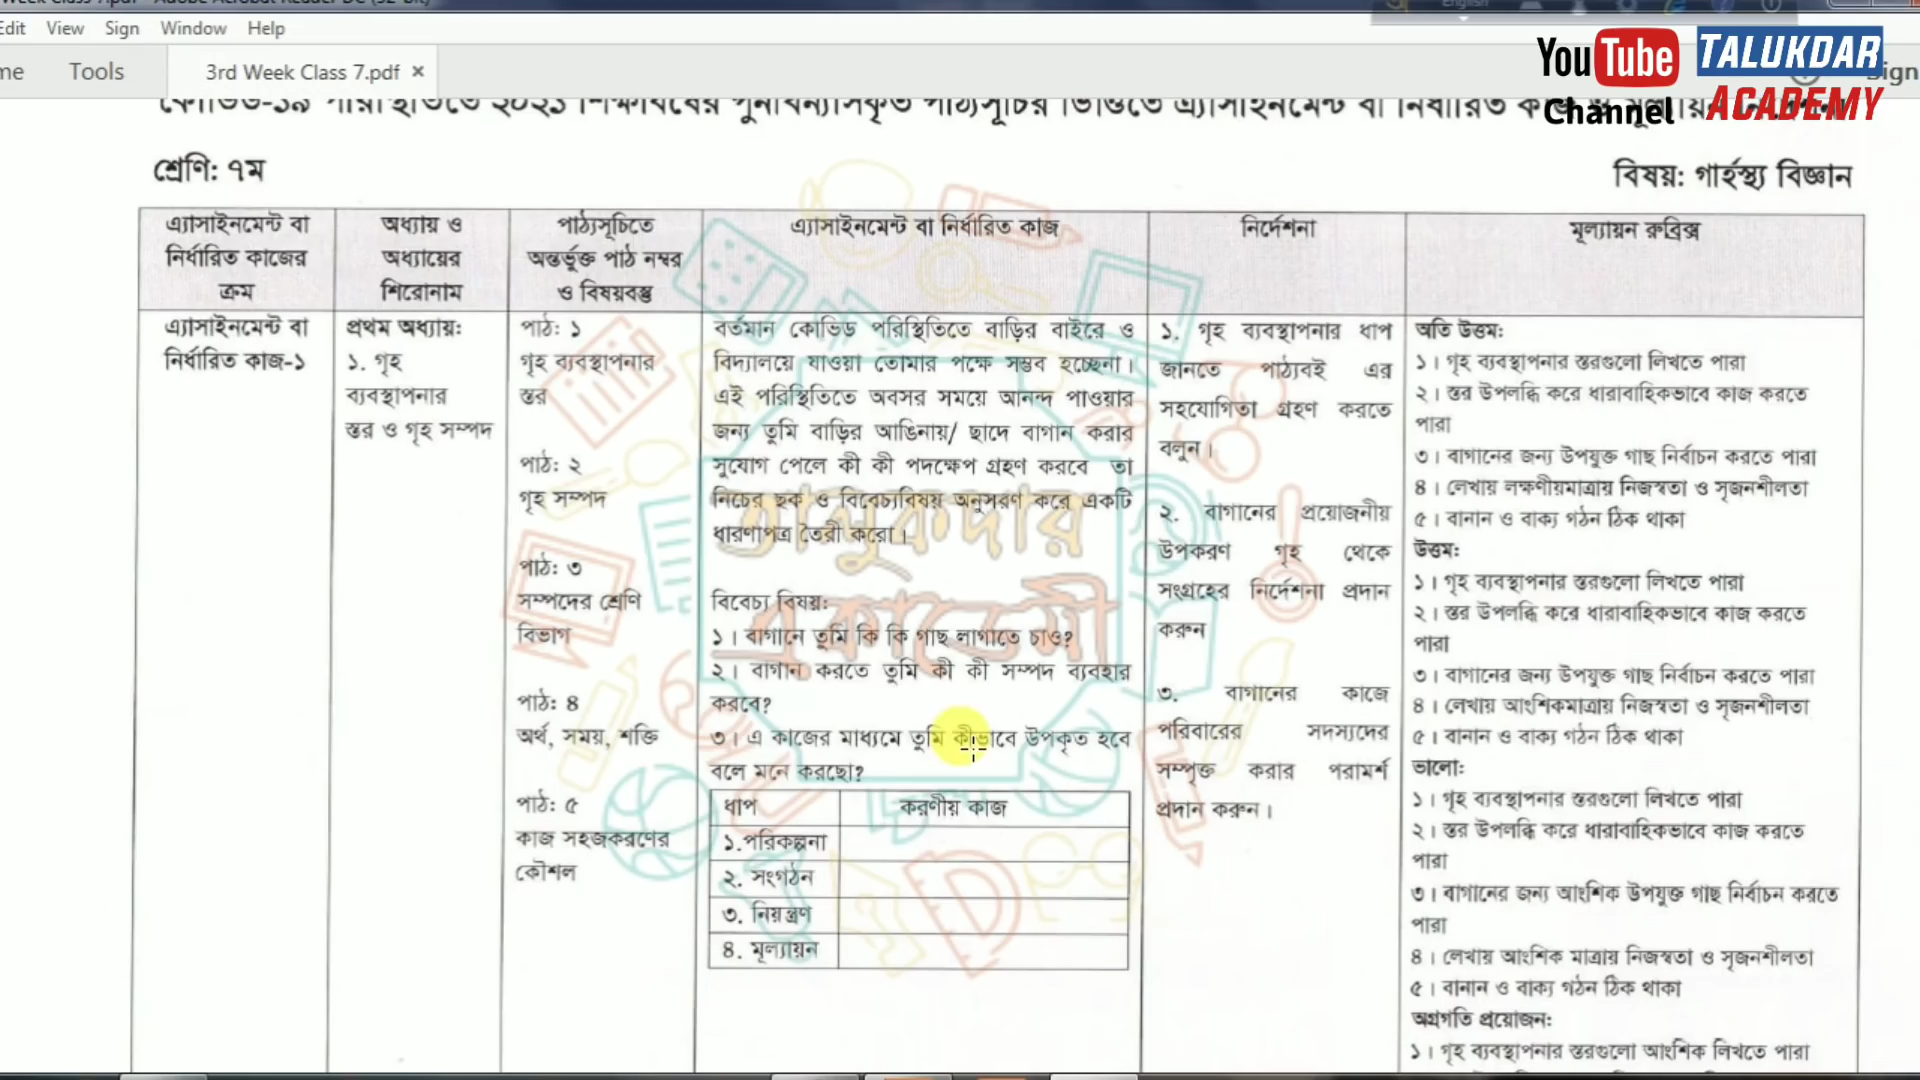 Edit View Sign Window Help
Tools 3rd Week Class 7.pdf × Sign
YouTube Channel
TALUKDAR ACADEMY
কোভিড-১৯ পরিস্থিতিতে ২০২১ শিক্ষাবর্ষের পুনর্বিন্যাসকৃত পাঠ্যসূচির ভিত্তিতে এ্যাসাইনমেন্ট বা নির্ধারিত কাজ ও মূল্যায়ন
শ্রেণি: ৭ম
বিষয়: গার্হস্থ্য বিজ্ঞান
এ্যাসাইনমেন্ট বা
নির্ধারিত কাজের
ক্রম
অধ্যায় ও
অধ্যায়ের
শিরোনাম
পাঠ্যসূচিতে
অন্তর্ভুক্ত পাঠ নম্বর
ও বিষয়বস্তু
এ্যাসাইনমেন্ট বা নির্ধারিত কাজ
নির্দেশনা
মূল্যায়ন রুব্রিক্স
এ্যাসাইনমেন্ট বা
নির্ধারিত কাজ-১
প্রথম অধ্যায়:
১. গৃহ
ব্যবস্থাপনার
স্তর ও গৃহ সম্পদ
পাঠ: ১
গৃহ ব্যবস্থাপনার
স্তর
পাঠ: ২
গৃহ সম্পদ
পাঠ: ৩
সম্পদের শ্রেণি
বিভাগ
পাঠ: ৪
অর্থ, সময়, শক্তি
পাঠ: ৫
কাজ সহজকরণের
কৌশল
বর্তমান কোভিড পরিস্থিতিতে বাড়ির বাইরে ও
বিদ্যালয়ে যাওয়া তোমার পক্ষে সম্ভব হচ্ছেনা।
এই পরিস্থিতিতে অবসর সময়ে আনন্দ পাওয়ার
জন্য তুমি বাড়ির আঙিনায়/ ছাদে বাগান করার
সুযোগ পেলে কী কী পদক্ষেপ গ্রহণ করবে তা
নিচের ছক ও বিবেচ্যবিষয় অনুসরণ করে একটি
ধারণাপত্র তৈরী করো।
বিবেচ্য বিষয়:
১। বাগানে তুমি কি কি গাছ লাগাতে চাও?
২। বাগান করতে তুমি কী কী সম্পদ ব্যবহার
করবে?
৩। এ কাজের মাধ্যমে তুমি কীভাবে উপকৃত হবে
বলে মনে করছো?
ধাপ করণীয় কাজ
১.পরিকল্পনা
২. সংগঠন
৩. নিয়ন্ত্রণ
৪. মূল্যায়ন
তালুকদার
একাডেমী
১. গৃহ ব্যবস্থাপনার ধাপ
জানতে পাঠ্যবই এর
সহযোগিতা গ্রহণ করতে
বলুন।
২. বাগানের প্রয়োজনীয়
উপকরণ গৃহ থেকে
সংগ্রহের নির্দেশনা প্রদান
করুন
৩. বাগানের কাজে
পরিবারের সদস্যদের
সম্পৃক্ত করার পরামর্শ
প্রদান করুন।
অতি উত্তম:
১। গৃহ ব্যবস্থাপনার স্তরগুলো লিখতে পারা
২। স্তর উপলব্ধি করে ধারাবাহিকভাবে কাজ করতে
পারা
৩। বাগানের জন্য উপযুক্ত গাছ নির্বাচন করতে পারা
৪। লেখায় লক্ষণীয়মাত্রায় নিজস্বতা ও সৃজনশীলতা
৫। বানান ও বাক্য গঠন ঠিক থাকা
উত্তম:
১। গৃহ ব্যবস্থাপনার স্তরগুলো লিখতে পারা
২। স্তর উপলব্ধি করে ধারাবাহিকভাবে কাজ করতে
পারা
৩। বাগানের জন্য উপযুক্ত গাছ নির্বাচন করতে পারা
৪। লেখায় আংশিকমাত্রায় নিজস্বতা ও সৃজনশীলতা
৫। বানান ও বাক্য গঠন ঠিক থাকা
ভালো:
১। গৃহ ব্যবস্থাপনার স্তরগুলো লিখতে পারা
২। স্তর উপলব্ধি করে ধারাবাহিকভাবে কাজ করতে
পারা
৩। বাগানের জন্য আংশিক উপযুক্ত গাছ নির্বাচন করতে
পারা
৪। লেখায় আংশিক মাত্রায় নিজস্বতা ও সৃজনশীলতা
৫। বানান ও বাক্য গঠন ঠিক থাকা
অগ্রগতি প্রয়োজন:
১। গৃহ ব্যবস্থাপনার স্তরগুলো আংশিক লিখতে পারা